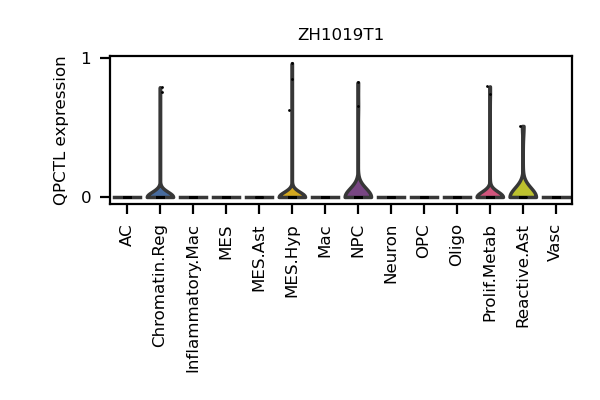 ZH1019T1
QPCTL expression
1
0
AC
Chromatin.Reg
Inflammatory.Mac
MES
MES.Ast
MES.Hyp
Mac
NPC
Neuron
OPC
Oligo
Prolif.Metab
Reactive.Ast
Vasc